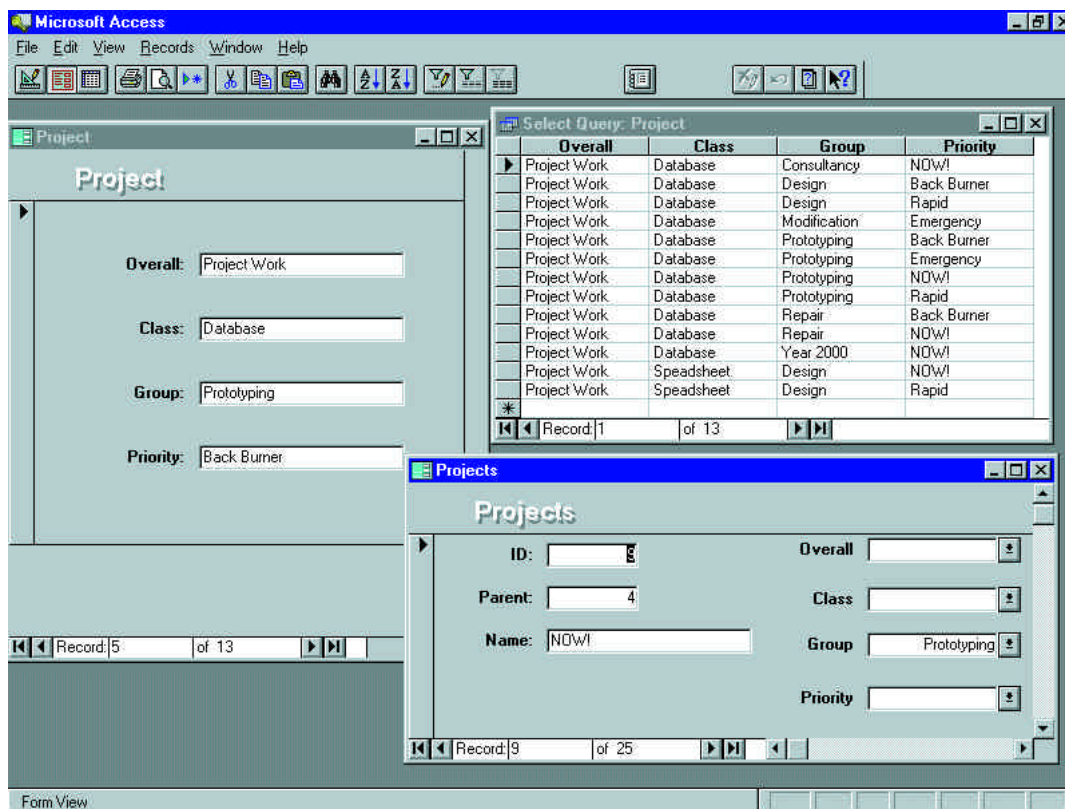 Microsoft Access
File Edit View Records Window Help
Project
Project
Overall: Project Work
Class: Database
Group: Prototyping
Priority: Back Burner
Record: 5 of 13
Select Query: Project
Overall Class Group Priority
Project Work Database Consultancy NOW!
Project Work Database Design Back Burner
Project Work Database Design Rapid
Project Work Database Modification Emergency
Project Work Database Prototyping Back Burner
Project Work Database Prototyping Emergency
Project Work Database Prototyping NOW!
Project Work Database Prototyping Rapid
Project Work Database Repair Back Burner
Project Work Database Repair NOW!
Project Work Database Year 2000 NOW!
Project Work Speadsheet Design NOW!
Project Work Speadsheet Design Rapid
Record: 1 of 13
Projects
Projects
ID: 9
Parent: 4
Name: NOW!
Overall
Class
Group Prototyping
Priority
Record: 9 of 25
Form View